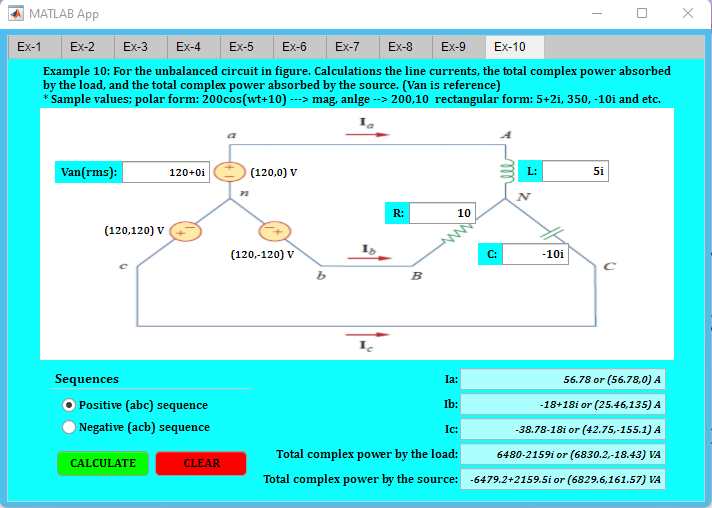 MATLAB App
Ex-1 Ex-2 Ex-3 Ex-4 Ex-5 Ex-6 Ex-7 Ex-8 Ex-9 Ex-10
Example 10: For the unbalanced circuit in figure. Calculations the line currents, the total complex power absorbed
by the load, and the total complex power absorbed by the source. (Van is reference)
* Sample values; polar form: 200cos(wt+10) ---> mag, anlge --> 200,10 rectangular form: 5+2i, 350, -10i and etc.
Ia
a A
Van(rms): 120+0i (120,0) V L: 5i
n N
R: 10
(120,120) V
(120,-120) V Ib C: -10i
c b B C
Ic
Sequences Ia: 56.78 or (56.78,0) A
Positive (abc) sequence Ib: -18+18i or (25.46,135) A
Negative (acb) sequence Ic: -38.78-18i or (42.75,-155.1) A
CALCULATE CLEAR Total complex power by the load: 6480-2159i or (6830.2,-18.43) VA
Total complex power by the source: -6479.2+2159.5i or (6829.6,161.57) VA